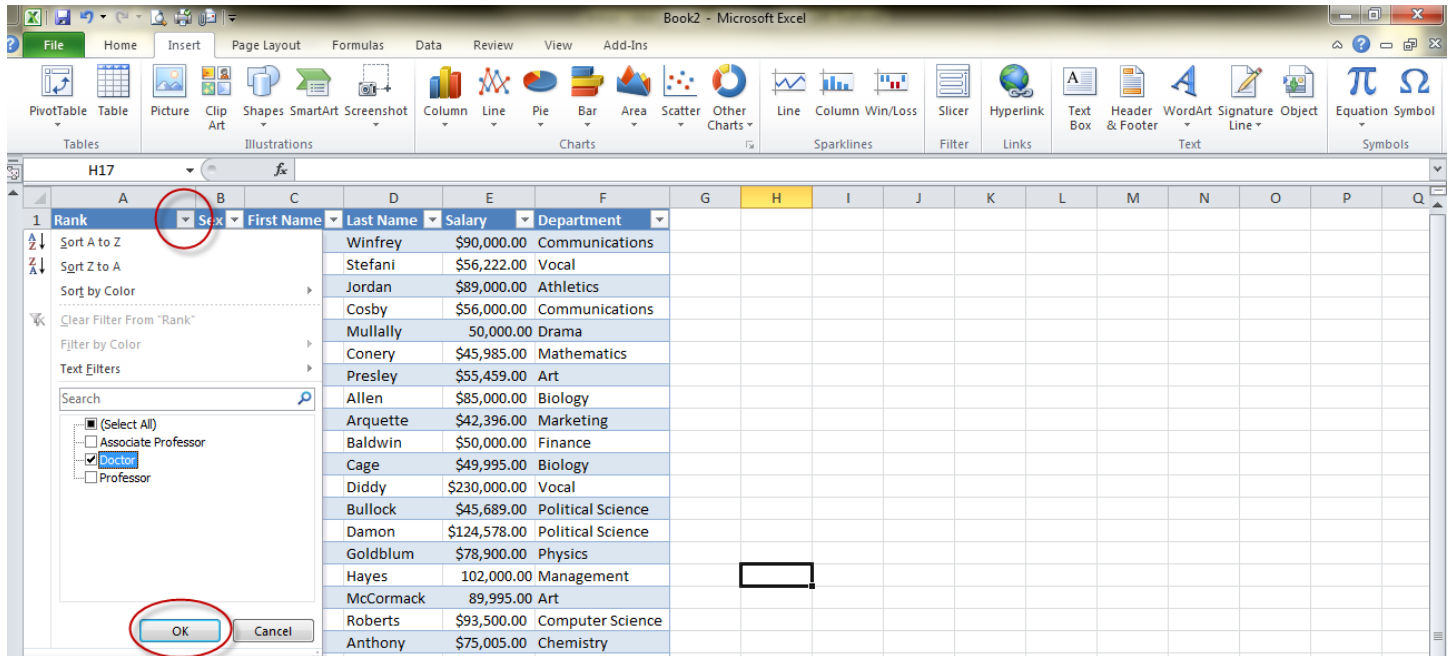 Book2 - Microsoft Excel
File Home Insert Page Layout Formulas Data Review View Add-Ins
PivotTable Table Picture Clip Art Shapes SmartArt Screenshot Column Line Pie Bar Area Scatter Other Charts Line Column Win/Loss Slicer Hyperlink Text Box Header & Footer WordArt Signature Line Object Equation Symbol
Tables Illustrations Charts Sparklines Filter Links Text Symbols
H17 fx
A B C D E F G H I J K L M N O P Q
1 Rank Sex First Name Last Name Salary Department
Sort A to Z
Sort Z to A
Sort by Color
Clear Filter From "Rank"
Filter by Color
Text Filters
Search
(Select All)
Associate Professor
Doctor
Professor
OK Cancel
Winfrey $90,000.00 Communications
Stefani $56,222.00 Vocal
Jordan $89,000.00 Athletics
Cosby $56,000.00 Communications
Mullally 50,000.00 Drama
Conery $45,985.00 Mathematics
Presley $55,459.00 Art
Allen $85,000.00 Biology
Arquette $42,396.00 Marketing
Baldwin $50,000.00 Finance
Cage $49,995.00 Biology
Diddy $230,000.00 Vocal
Bullock $45,689.00 Political Science
Damon $124,578.00 Political Science
Goldblum $78,900.00 Physics
Hayes 102,000.00 Management
McCormack 89,995.00 Art
Roberts $93,500.00 Computer Science
Anthony $75,005.00 Chemistry